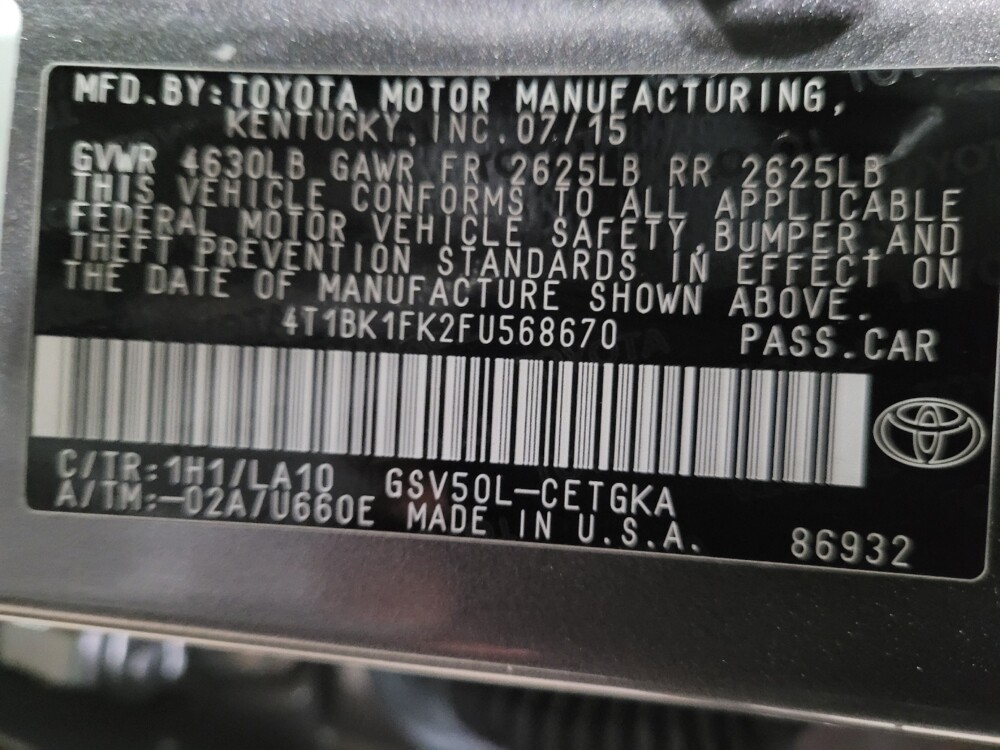 MFD.BY:TOYOTA MOTOR MANUFACTURING,
KENTUCKY,INC.07/15
GVWR 4630LB GAWR FR 2625LB RR 2625LB
THIS VEHICLE CONFORMS TO ALL APPLICABLE
FEDERAL MOTOR VEHICLE SAFETY,BUMPER,AND
THEFT PREVENTION STANDARDS IN EFFECT ON
THE DATE OF MANUFACTURE SHOWN ABOVE.
4T1BK1FK2FU568670 PASS.CAR
C/TR:1H1/LA10 GSV50L-CETGKA
A/TM:-02A/U660E MADE IN U.S.A. 86932